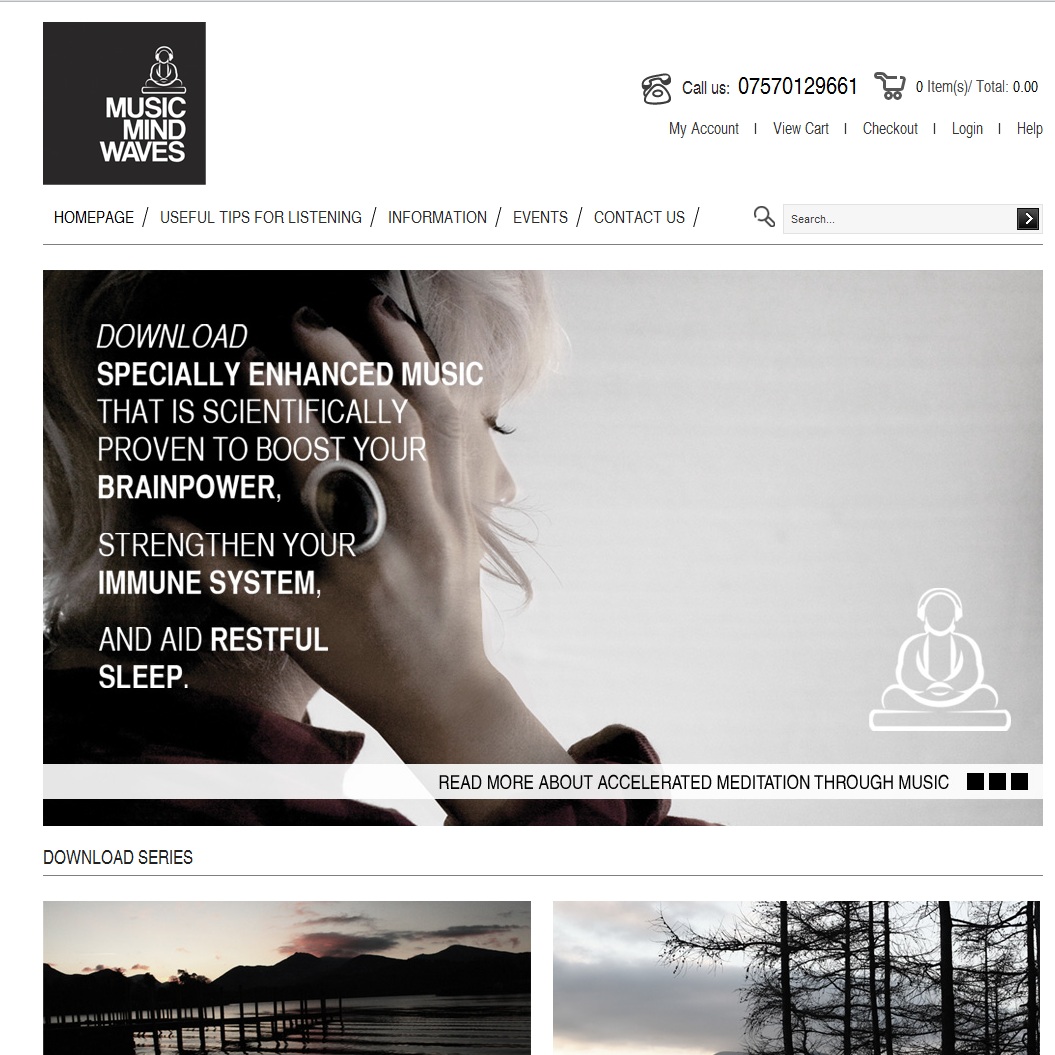 MUSIC
MIND
WAVES
Call us: 07570129661
0 Item(s)/ Total: 0.00
My Account | View Cart | Checkout | Login | Help
HOMEPAGE / USEFUL TIPS FOR LISTENING / INFORMATION / EVENTS / CONTACT US /
Search...
DOWNLOAD
SPECIALLY ENHANCED MUSIC
THAT IS SCIENTIFICALLY
PROVEN TO BOOST YOUR
BRAINPOWER,
STRENGTHEN YOUR
IMMUNE SYSTEM,
AND AID RESTFUL
SLEEP.
READ MORE ABOUT ACCELERATED MEDITATION THROUGH MUSIC
DOWNLOAD SERIES